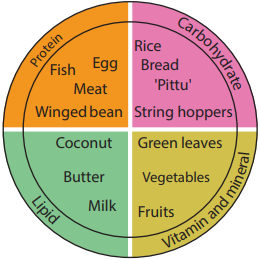 Protein
Fish
Egg
Meat
Winged bean
Carbohydrate
Rice
Bread
'Pittu'
String hoppers
Lipid
Coconut
Butter
Milk
Vitamin and mineral
Green leaves
Vegetables
Fruits